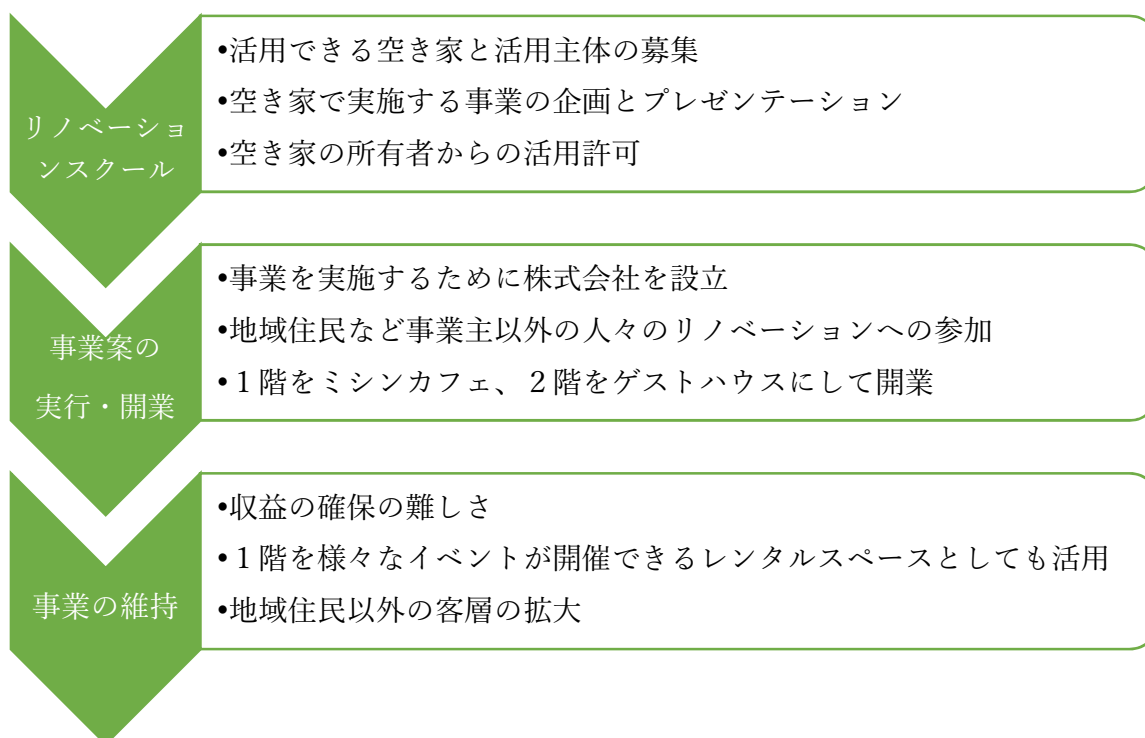 リノベーショ
ンスクール
•活用できる空き家と活用主体の募集
•空き家で実施する事業の企画とプレゼンテーション
•空き家の所有者からの活用許可
事業案の
実行・開業
•事業を実施するために株式会社を設立
•地域住民など事業主以外の人々のリノベーションへの参加
•１階をミシンカフェ、２階をゲストハウスにして開業
事業の維持
•収益の確保の難しさ
•１階を様々なイベントが開催できるレンタルスペースとしても活用
•地域住民以外の客層の拡大